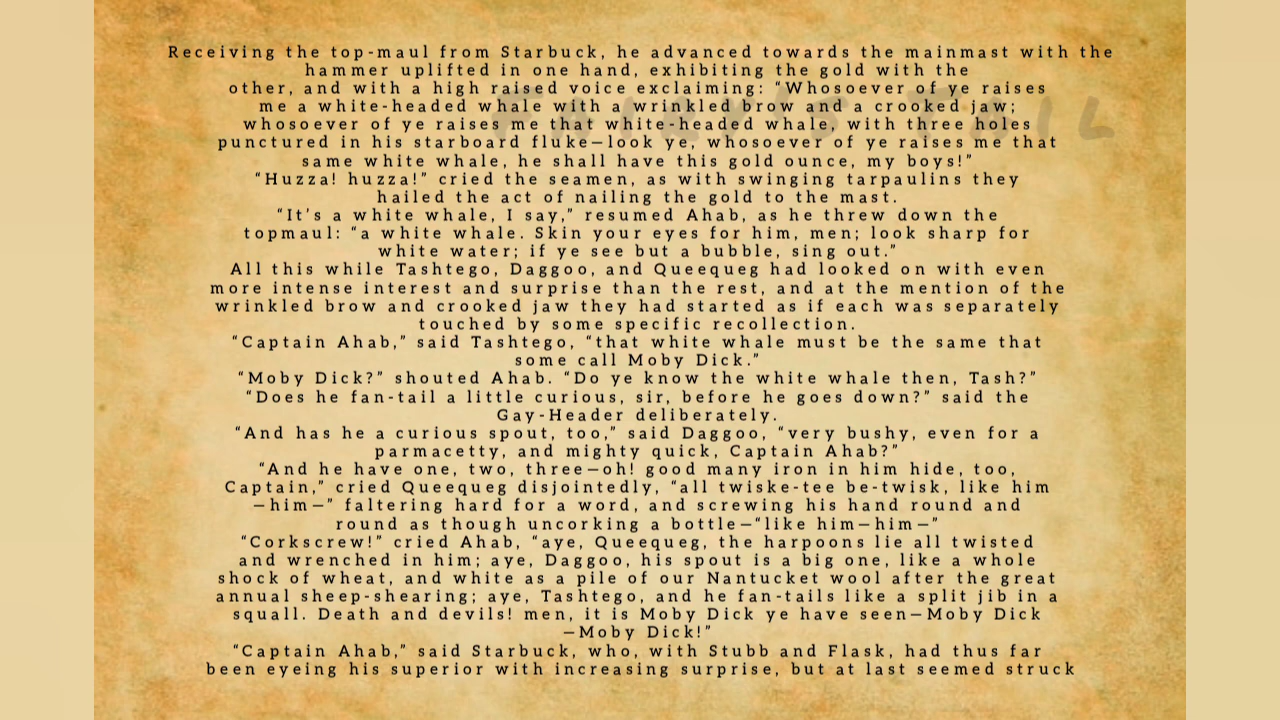 Receiving the top-maul from Starbuck, he advanced towards the mainmast with the
hammer uplifted in one hand, exhibiting the gold with the
other, and with a high raised voice exclaiming: “Whosoever of ye raises
me a white-headed whale with a wrinkled brow and a crooked jaw;
whosoever of ye raises me that white-headed whale, with three holes
punctured in his starboard fluke—look ye, whosoever of ye raises me that
same white whale, he shall have this gold ounce, my boys!”
“Huzza! huzza!” cried the seamen, as with swinging tarpaulins they
hailed the act of nailing the gold to the mast.
“It’s a white whale, I say,” resumed Ahab, as he threw down the
topmaul: “a white whale. Skin your eyes for him, men; look sharp for
white water; if ye see but a bubble, sing out.”
All this while Tashtego, Daggoo, and Queequeg had looked on with even
more intense interest and surprise than the rest, and at the mention of the
wrinkled brow and crooked jaw they had started as if each was separately
touched by some specific recollection.
“Captain Ahab,” said Tashtego, “that white whale must be the same that
some call Moby Dick.”
“Moby Dick?” shouted Ahab. “Do ye know the white whale then, Tash?”
“Does he fan-tail a little curious, sir, before he goes down?” said the
Gay-Header deliberately.
“And has he a curious spout, too,” said Daggoo, “very bushy, even for a
parmacetty, and mighty quick, Captain Ahab?”
“And he have one, two, three—oh! good many iron in him hide, too,
Captain,” cried Queequeg disjointedly, “all twiske-tee be-twisk, like him
—him—” faltering hard for a word, and screwing his hand round and
round as though uncorking a bottle—“like him—him—”
“Corkscrew!” cried Ahab, “aye, Queequeg, the harpoons lie all twisted
and wrenched in him; aye, Daggoo, his spout is a big one, like a whole
shock of wheat, and white as a pile of our Nantucket wool after the great
annual sheep-shearing; aye, Tashtego, and he fan-tails like a split jib in a
squall. Death and devils! men, it is Moby Dick ye have seen—Moby Dick
—Moby Dick!”
“Captain Ahab,” said Starbuck, who, with Stubb and Flask, had thus far
been eyeing his superior with increasing surprise, but at last seemed struck